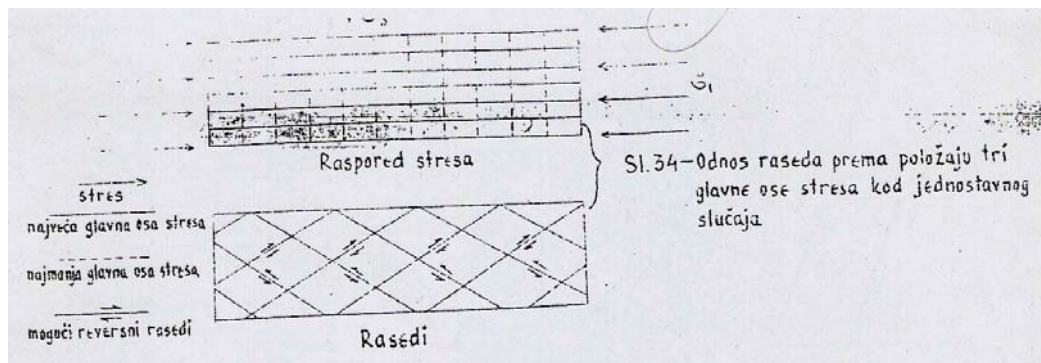 σ₁
Raspored stresa
Sl.34–Odnos raseda prema položaju tri
glavne ose stresa kod jednostavnog
slučaja
stres
najveća glavna osa stresa
najmanja glavna osa stresa
mogući reversni rasedi
Rasedi